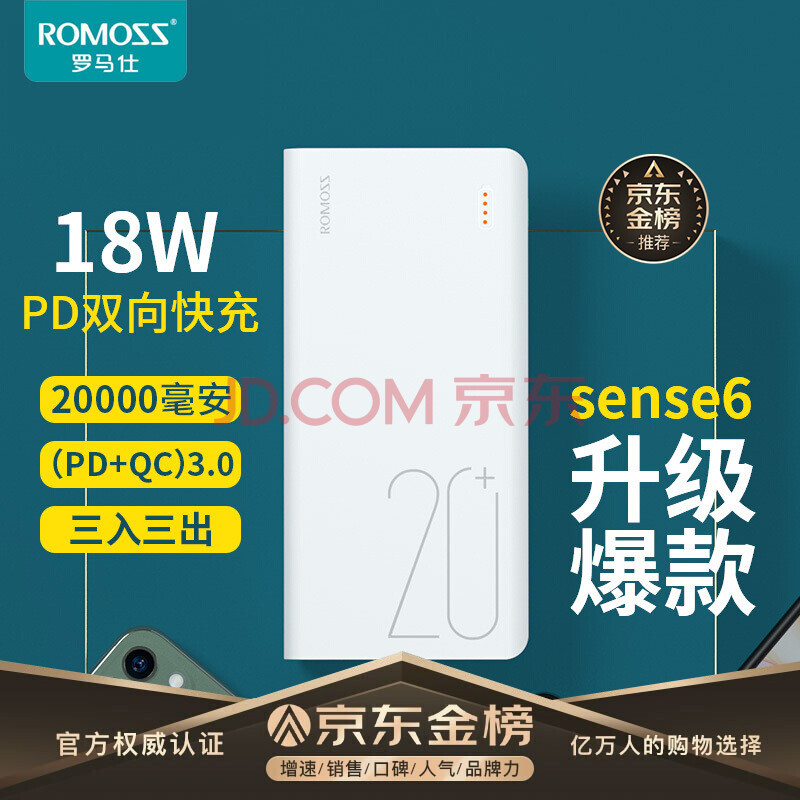 ROMOSS®
罗马仕
18W
PD双向快充
20000毫安
(PD+QC)3.0
三入三出
ROMOSS
20+
JD.COM 京东
京东
金榜
推荐
sense6
升级
爆款
官方权威认证
京东金榜
增速/销售/口碑/人气/品牌力
亿万人的购物选择